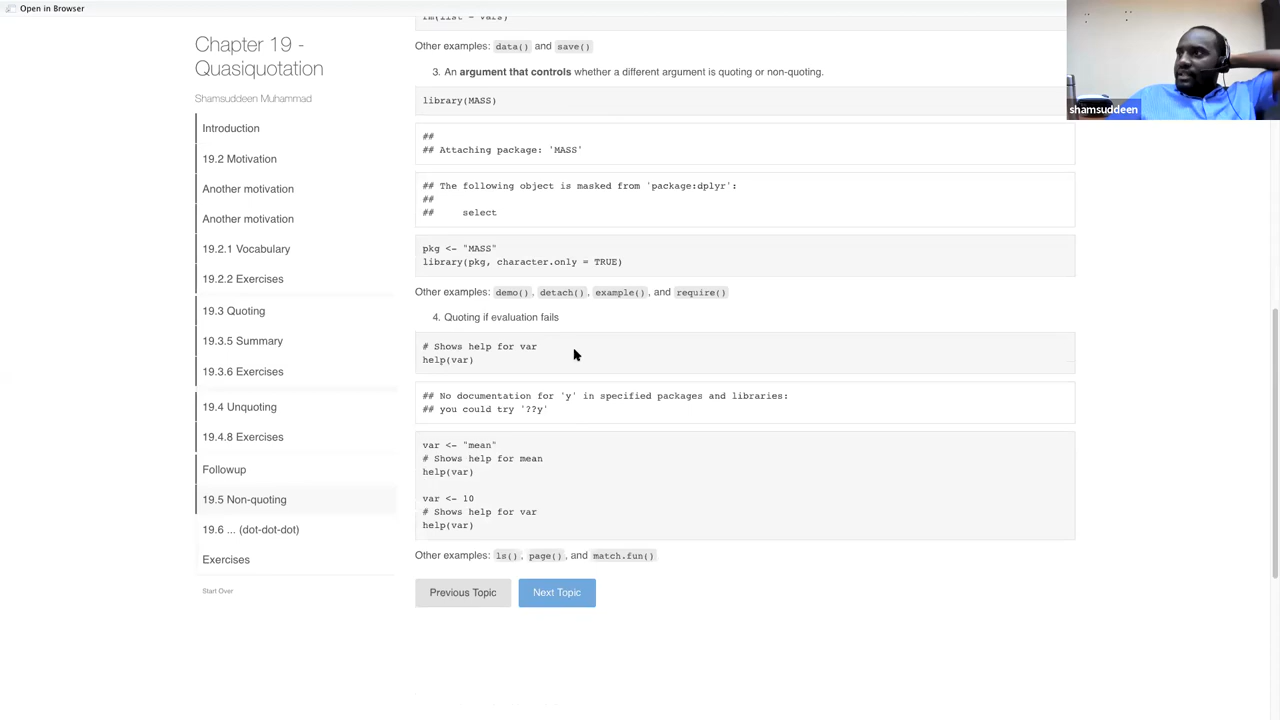 Open in Browser
Chapter 19 -
Quasiquotation
Shamsuddeen Muhammad
Introduction
19.2 Motivation
Another motivation
Another motivation
19.2.1 Vocabulary
19.2.2 Exercises
19.3 Quoting
19.3.5 Summary
19.3.6 Exercises
19.4 Unquoting
19.4.8 Exercises
Followup
19.5 Non-quoting
19.6 ... (dot-dot-dot)
Exercises
Start Over
rm(list = vars)
Other examples: data() and save()
3. An argument that controls whether a different argument is quoting or non-quoting.
library(MASS)
##
## Attaching package: 'MASS'
## The following object is masked from 'package:dplyr':
##
##     select
pkg <- "MASS"
library(pkg, character.only = TRUE)
Other examples: demo(), detach(), example(), and require()
4. Quoting if evaluation fails
# Shows help for var
help(var)
## No documentation for 'y' in specified packages and libraries:
## you could try '??y'
var <- "mean"
# Shows help for mean
help(var)
var <- 10
# Shows help for var
help(var)
Other examples: ls(), page(), and match.fun()
Previous Topic
Next Topic
shamsuddeen